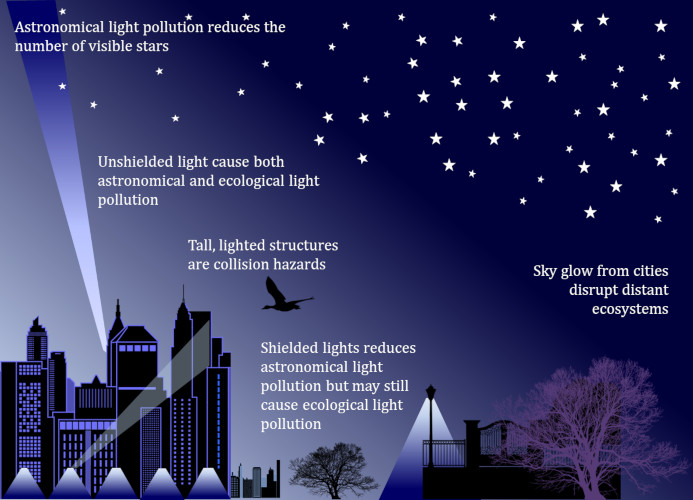 Astronomical light pollution reduces the
number of visible stars
Unshielded light cause both
astronomical and ecological light
pollution
Tall, lighted structures
are collision hazards
Sky glow from cities
disrupt distant
ecosystems
Shielded lights reduces
astronomical light
pollution but may still
cause ecological light
pollution